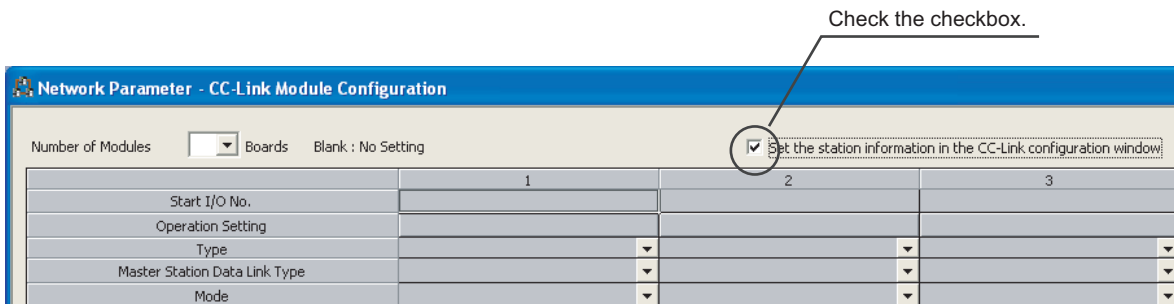 Check the checkbox.
Network Parameter - CC-Link Module Configuration
Number of Modules Boards Blank : No Setting Set the station information in the CC-Link configuration window
1 2 3
Start I/O No.
Operation Setting
Type
Master Station Data Link Type
Mode